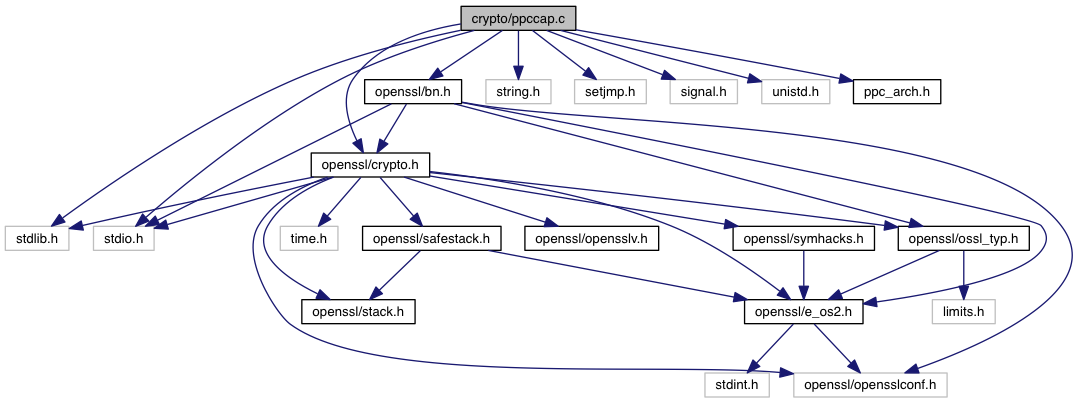 crypto/ppccap.c
openssl/bn.h
string.h
setjmp.h
signal.h
unistd.h
ppc_arch.h
openssl/crypto.h
stdlib.h
stdio.h
time.h
openssl/safestack.h
openssl/opensslv.h
openssl/symhacks.h
openssl/ossl_typ.h
openssl/stack.h
openssl/e_os2.h
limits.h
stdint.h
openssl/opensslconf.h